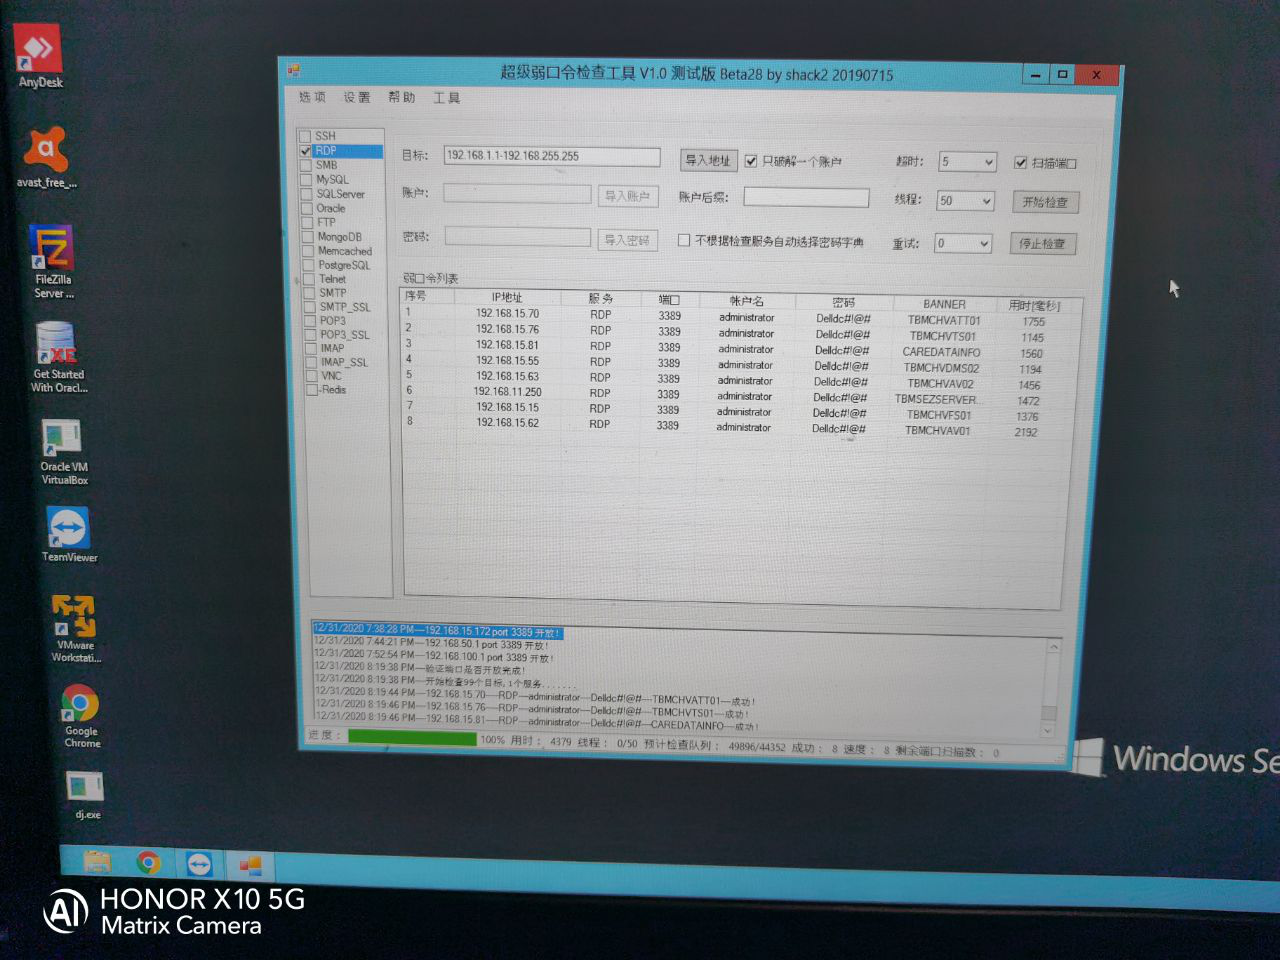 超级弱口令检查工具 V1.0 测试版 Beta28 by shack2 20190715
选项 设置 帮助 工具
AnyDesk
avast_free_...
FileZilla
Server ...
Get Started
With Oracl...
Oracle VM
VirtualBox
TeamViewer
VMware
Workstati...
Google
Chrome
dj.exe
SSH
RDP
SMB
MySQL
SQLServer
Oracle
FTP
MongoDB
Memcached
PostgreSQL
Telnet
SMTP
SMTP_SSL
POP3
POP3_SSL
IMAP
IMAP_SSL
VNC
Redis
目标: 192.168.1.1-192.168.255.255 导入地址 只破解一个账户 超时: 5 扫描端口
账户: 导入账户 账户后缀: 线程: 50 开始检查
密码: 导入密码 不根据检查服务自动选择密码字典 重试: 0 停止检查
弱口令列表
序号 IP地址 服务 端口 帐户名 密码 BANNER 用时[毫秒]
1 192.168.15.70 RDP 3389 administrator Delldc#!@# TBMCHVATT01 1755
2 192.168.15.76 RDP 3389 administrator Delldc#!@# TBMCHVTS01 1145
3 192.168.15.81 RDP 3389 administrator Delldc#!@# CAREDATAINFO 1560
4 192.168.15.55 RDP 3389 administrator Delldc#!@# TBMCHVDMS02 1194
5 192.168.15.63 RDP 3389 administrator Delldc#!@# TBMCHVAV02 1456
6 192.168.11.250 RDP 3389 administrator Delldc#!@# TBMSEZSERVER... 1472
7 192.168.15.15 RDP 3389 administrator Delldc#!@# TBMCHVFS01 1376
8 192.168.15.62 RDP 3389 administrator Delldc#!@# TBMCHVAV01 2192
12/31/2020 7:38:28 PM----192.168.15.172 port 3389 开放!
12/31/2020 7:44:21 PM----192.168.50.1 port 3389 开放!
12/31/2020 7:52:54 PM----192.168.100.1 port 3389 开放!
12/31/2020 8:19:38 PM----验证端口是否开放完成!
12/31/2020 8:19:38 PM----开始检查99个目标,1个服务.......
12/31/2020 8:19:44 PM----192.168.15.70----RDP----administrator----Delldc#!@#----TBMCHVATT01----成功!
12/31/2020 8:19:46 PM----192.168.15.76----RDP----administrator----Delldc#!@#----TBMCHVTS01----成功!
12/31/2020 8:19:46 PM----192.168.15.81----RDP----administrator----Delldc#!@#----CAREDATAINFO----成功!
进度: 100% 用时: 4379 线程: 0/50 预计检查队列: 49896/44352 成功: 8 速度: 8 剩余端口扫描数: 0
Windows Se
HONOR X10 5G
Matrix Camera